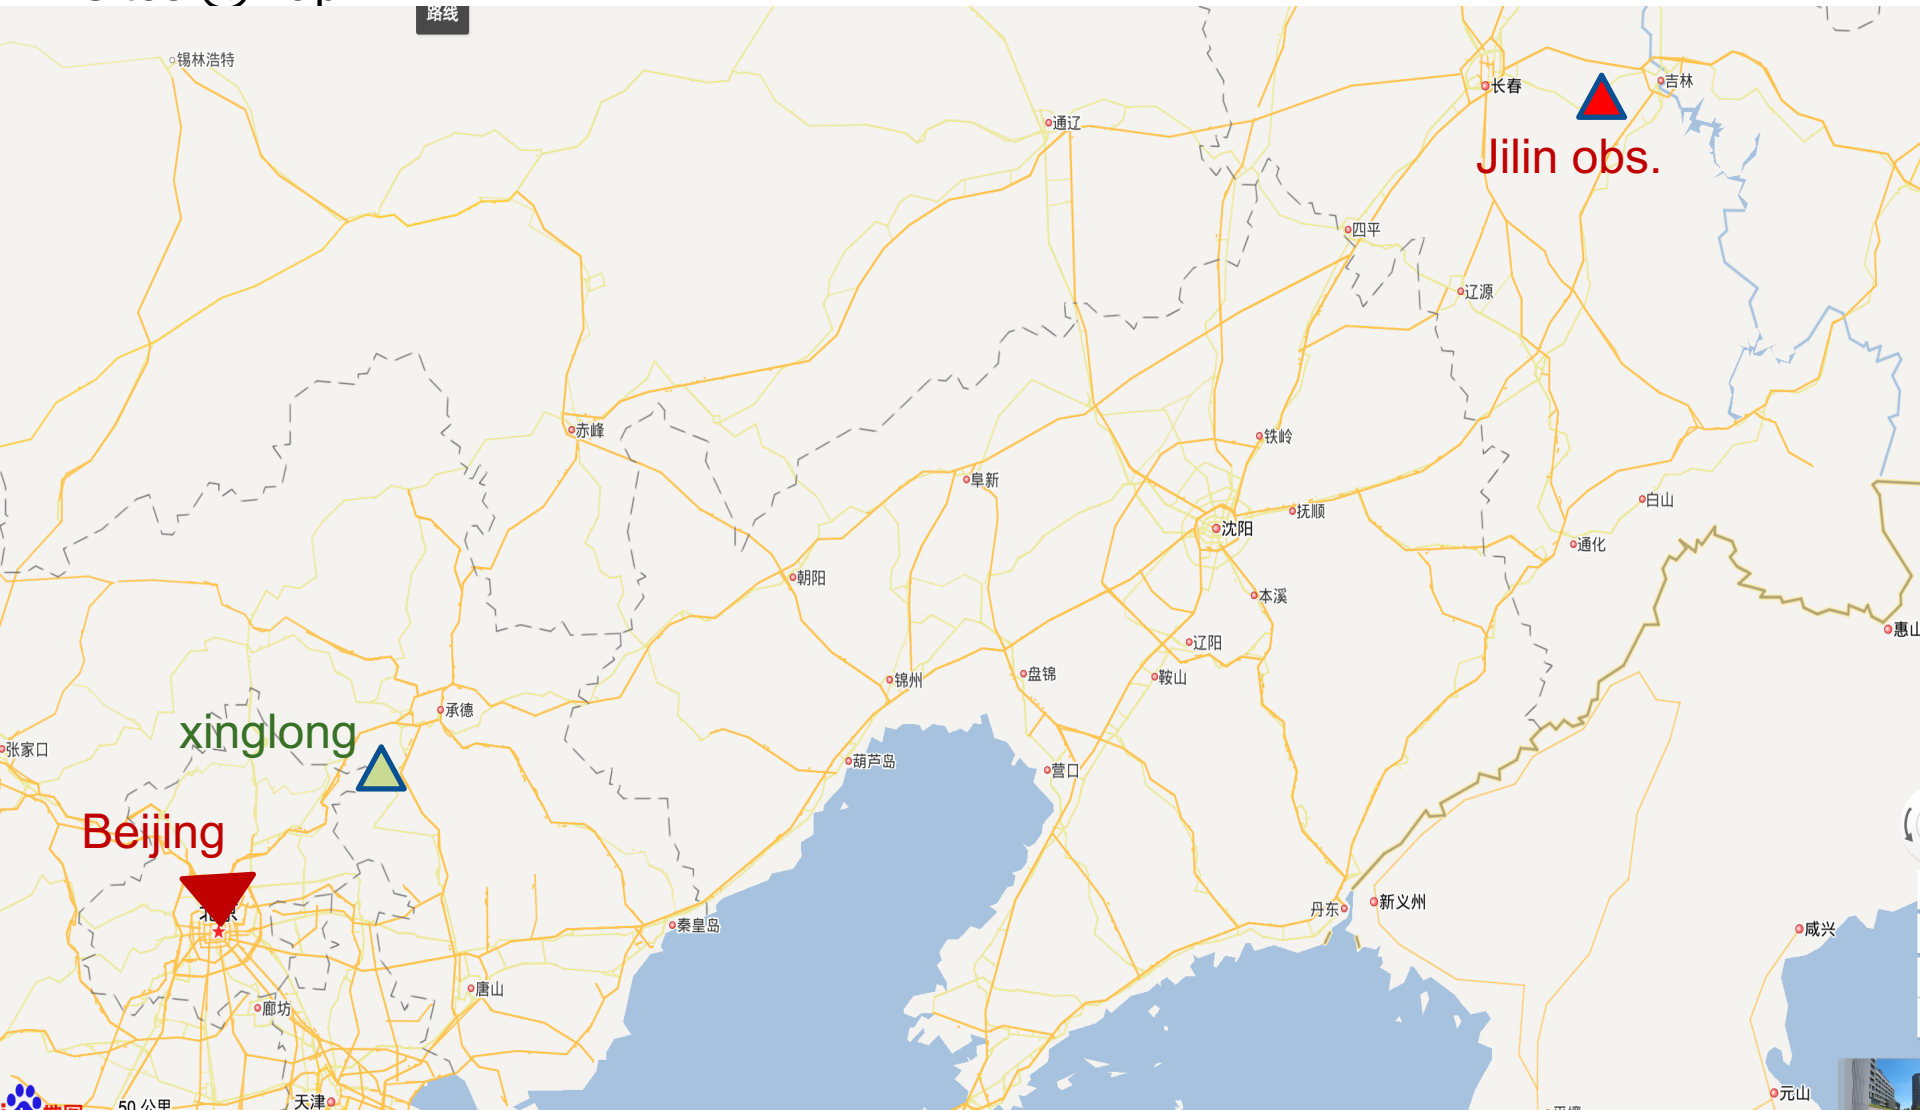 路线
锡林浩特
长春
吉林
通辽
Jilin obs.
四平
辽源
赤峰
铁岭
阜新
白山
抚顺
沈阳
通化
朝阳
本溪
惠山
辽阳
盘锦
鞍山
锦州
承德
xinglong
张家口
葫芦岛
营口
Beijing
北京
新义州
丹东
秦皇岛
咸兴
唐山
廊坊
元山
天津
50 公里